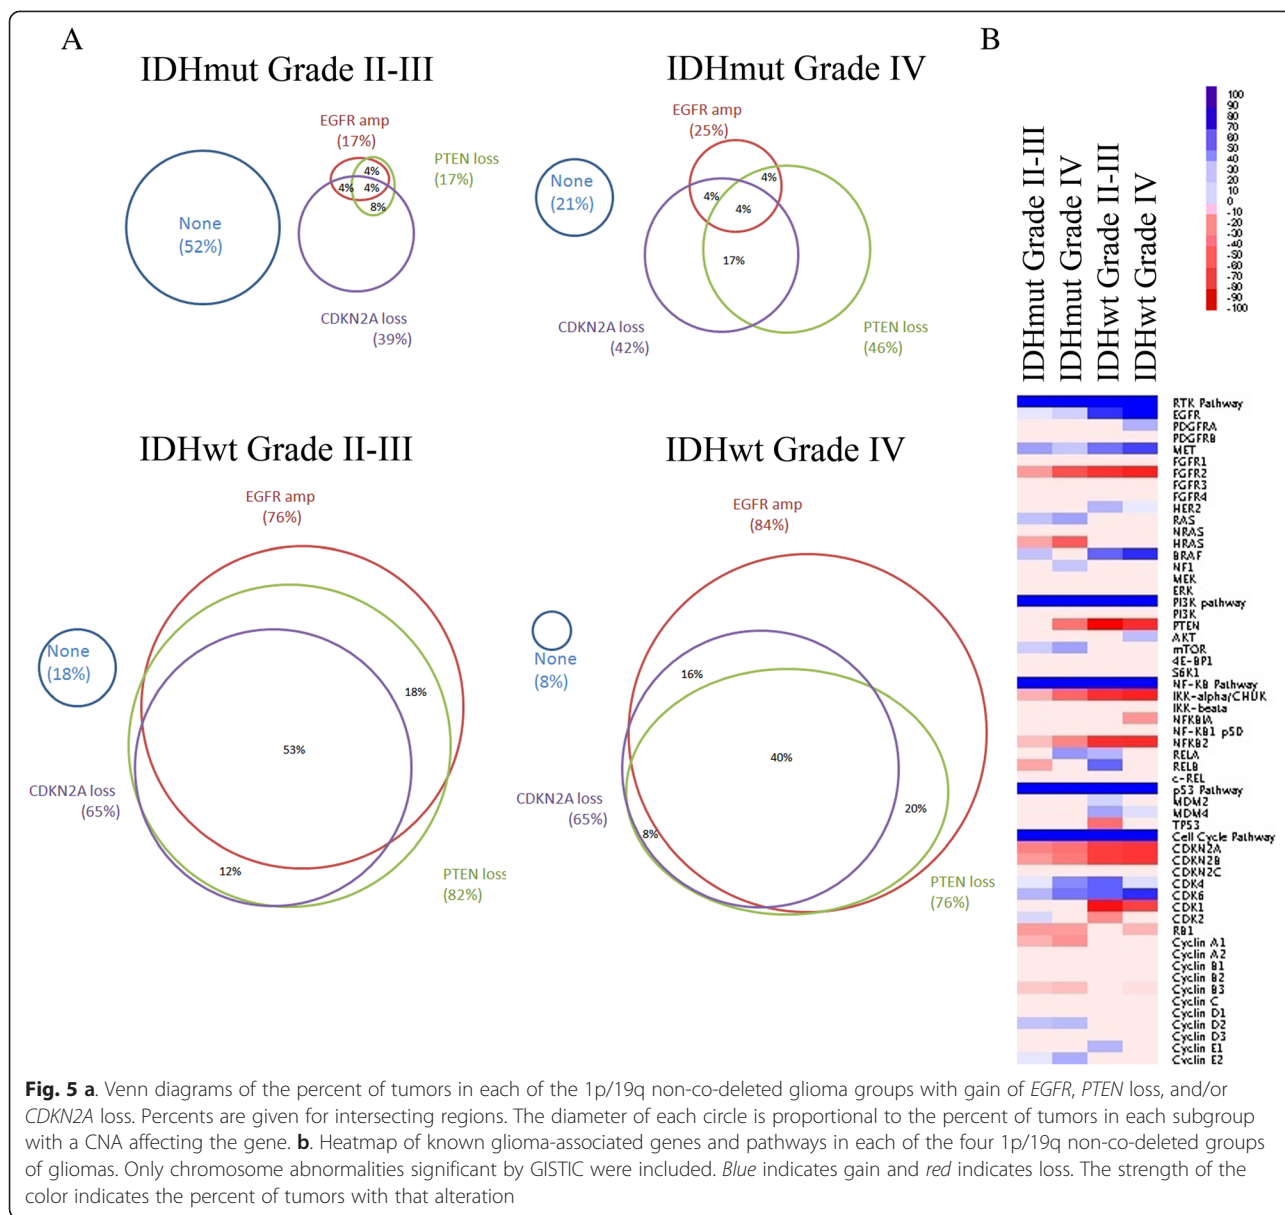 A
B
IDHmut Grade II-III
EGFR amp
(17%)
PTEN loss
(17%)
4%
4%
4%
8%
None
(52%)
CDKN2A loss
(39%)
IDHmut Grade IV
EGFR amp
(25%)
None
(21%)
4%
4%
4%
17%
CDKN2A loss
(42%)
PTEN loss
(46%)
IDHwt Grade II-III
EGFR amp
(76%)
None
(18%)
18%
53%
CDKN2A loss
(65%)
12%
PTEN loss
(82%)
IDHwt Grade IV
EGFR amp
(84%)
None
(8%)
16%
40%
CDKN2A loss
(65%)
20%
8%
PTEN loss
(76%)
100
90
80
70
60
50
40
30
20
10
0
-10
-20
-30
-40
-50
-60
-70
-80
-90
-100
IDHmut Grade II-III
IDHmut Grade IV
IDHwt Grade II-III
IDHwt Grade IV
RTK Pathway
EGFR
PDGFRA
PDGFRB
MET
FGFR1
FGFR2
FGFR3
FGFR4
HER2
RAS
NRAS
HRAS
BRAF
NF1
MEK
ERK
PI3K pathway
PI3K
PTEN
AKT
mTOR
4E-BP1
S6K1
NF-KB Pathway
IKK-alpha/CHUK
IKK-beata
NFKBIA
NF-KB1 p50
NFKB2
RELA
RELB
c-REL
p53 Pathway
MDM2
MDM4
TP53
Cell Cycle Pathway
CDKN2A
CDKN2B
CDKN2C
CDK4
CDK6
CDK1
CDK2
RB1
Cyclin A1
Cyclin A2
Cyclin B1
Cyclin B2
Cyclin B3
Cyclin C
Cyclin D1
Cyclin D2
Cyclin D3
Cyclin E1
Cyclin E2
Fig. 5 a. Venn diagrams of the percent of tumors in each of the 1p/19q non-co-deleted glioma groups with gain of EGFR, PTEN loss, and/or
CDKN2A loss. Percents are given for intersecting regions. The diameter of each circle is proportional to the percent of tumors in each subgroup
with a CNA affecting the gene. b. Heatmap of known glioma-associated genes and pathways in each of the four 1p/19q non-co-deleted groups
of gliomas. Only chromosome abnormalities significant by GISTIC were included. Blue indicates gain and red indicates loss. The strength of the
color indicates the percent of tumors with that alteration